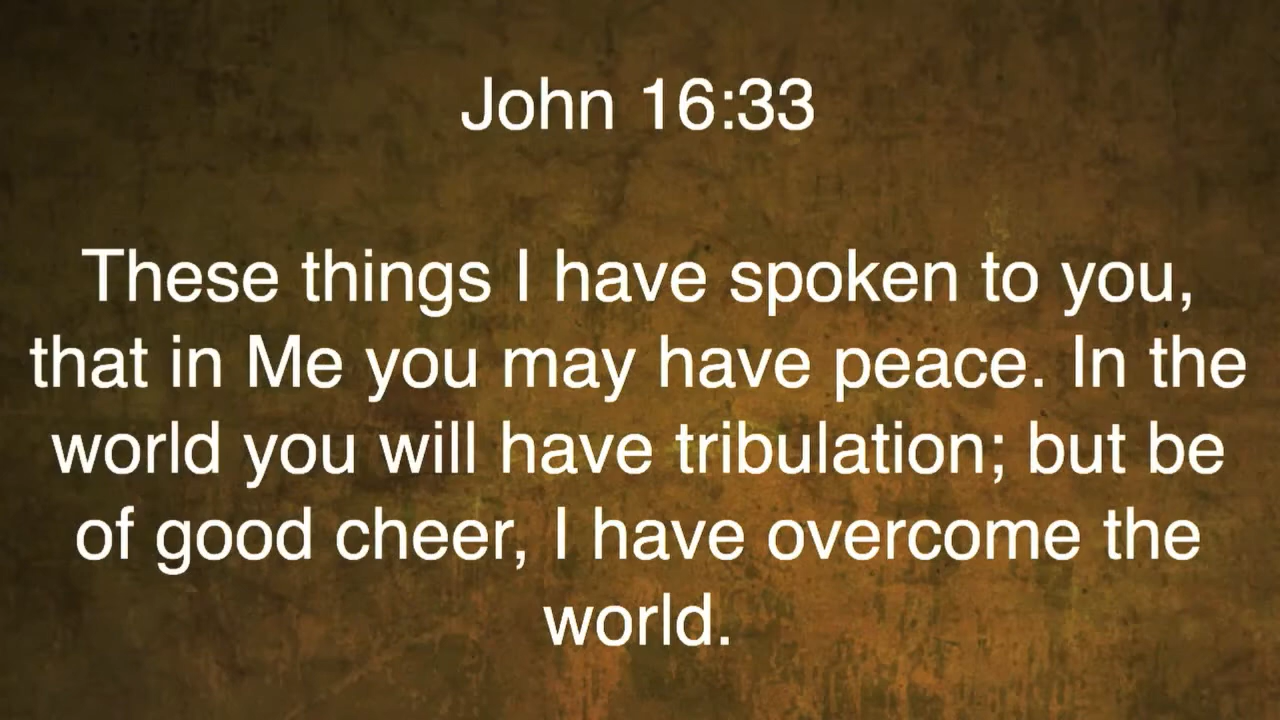 John 16:33
These things I have spoken to you,
that in Me you may have peace. In the
world you will have tribulation; but be
of good cheer, I have overcome the
world.